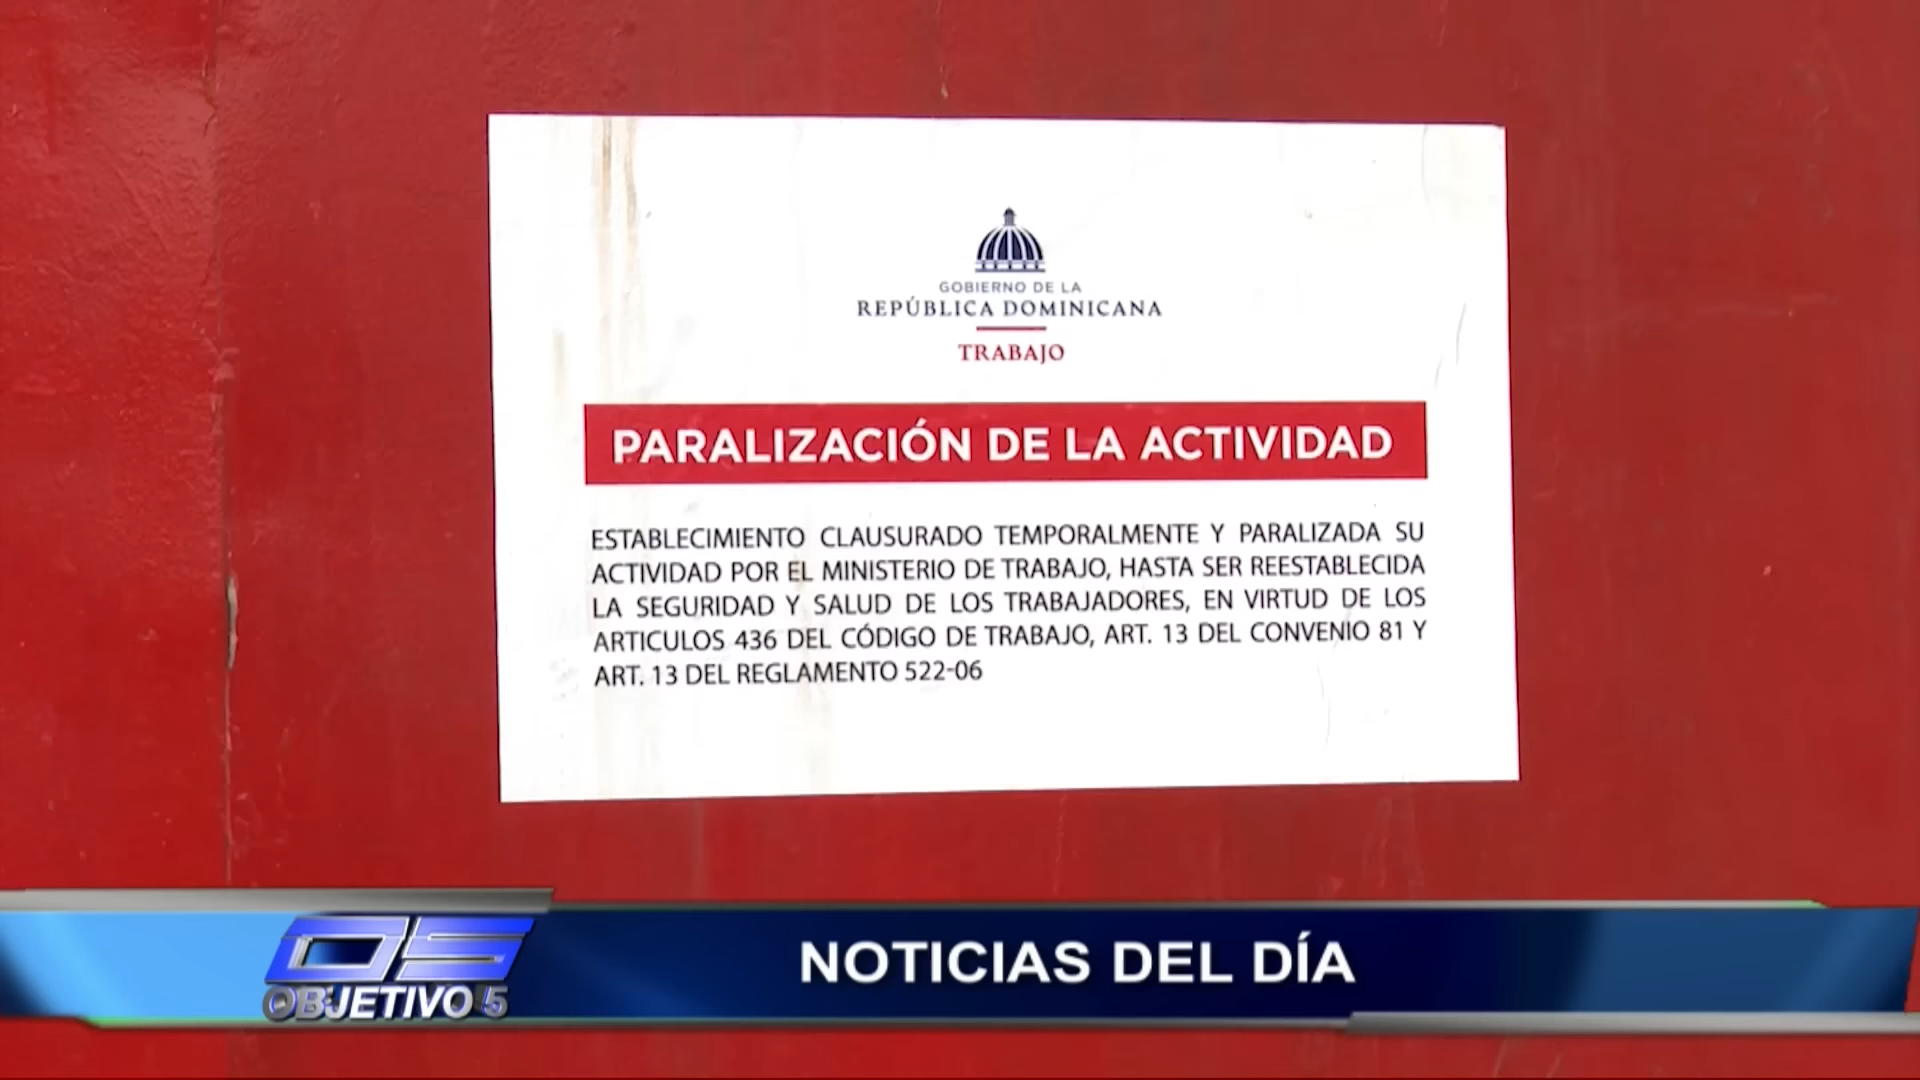 GOBIERNO DE LA
REPÚBLICA DOMINICANA
TRABAJO
PARALIZACIÓN DE LA ACTIVIDAD
ESTABLECIMIENTO CLAUSURADO TEMPORALMENTE Y PARALIZADA SU
ACTIVIDAD POR EL MINISTERIO DE TRABAJO, HASTA SER REESTABLECIDA
LA SEGURIDAD Y SALUD DE LOS TRABAJADORES, EN VIRTUD DE LOS
ARTICULOS 436 DEL CÓDIGO DE TRABAJO, ART. 13 DEL CONVENIO 81 Y
ART. 13 DEL REGLAMENTO 522-06
O5
OBJETIVO 5
NOTICIAS DEL DÍA